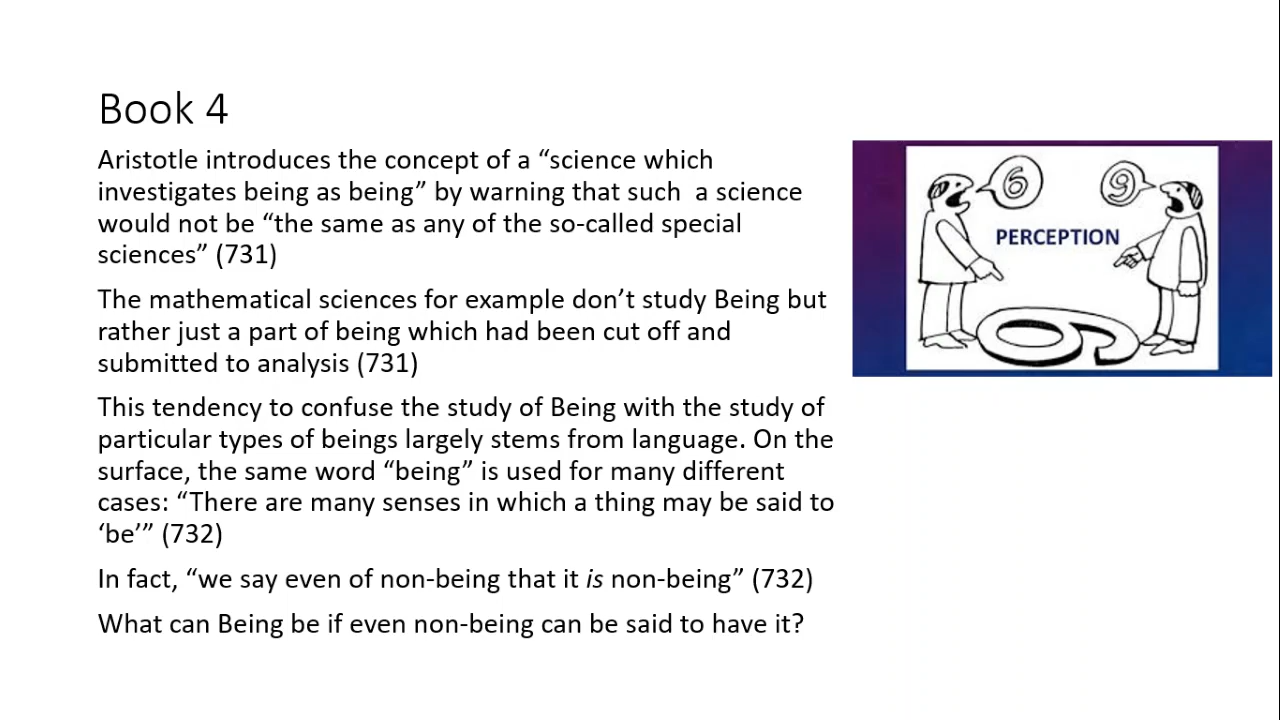 Book 4
Aristotle introduces the concept of a “science which
investigates being as being” by warning that such  a science
would not be “the same as any of the so-called special
sciences” (731)
The mathematical sciences for example don’t study Being but
rather just a part of being which had been cut off and
submitted to analysis (731)
This tendency to confuse the study of Being with the study of
particular types of beings largely stems from language. On the
surface, the same word “being” is used for many different
cases: “There are many senses in which a thing may be said to
‘be’” (732)
In fact, “we say even of non-being that it is non-being” (732)
What can Being be if even non-being can be said to have it?
6
9
PERCEPTION
6